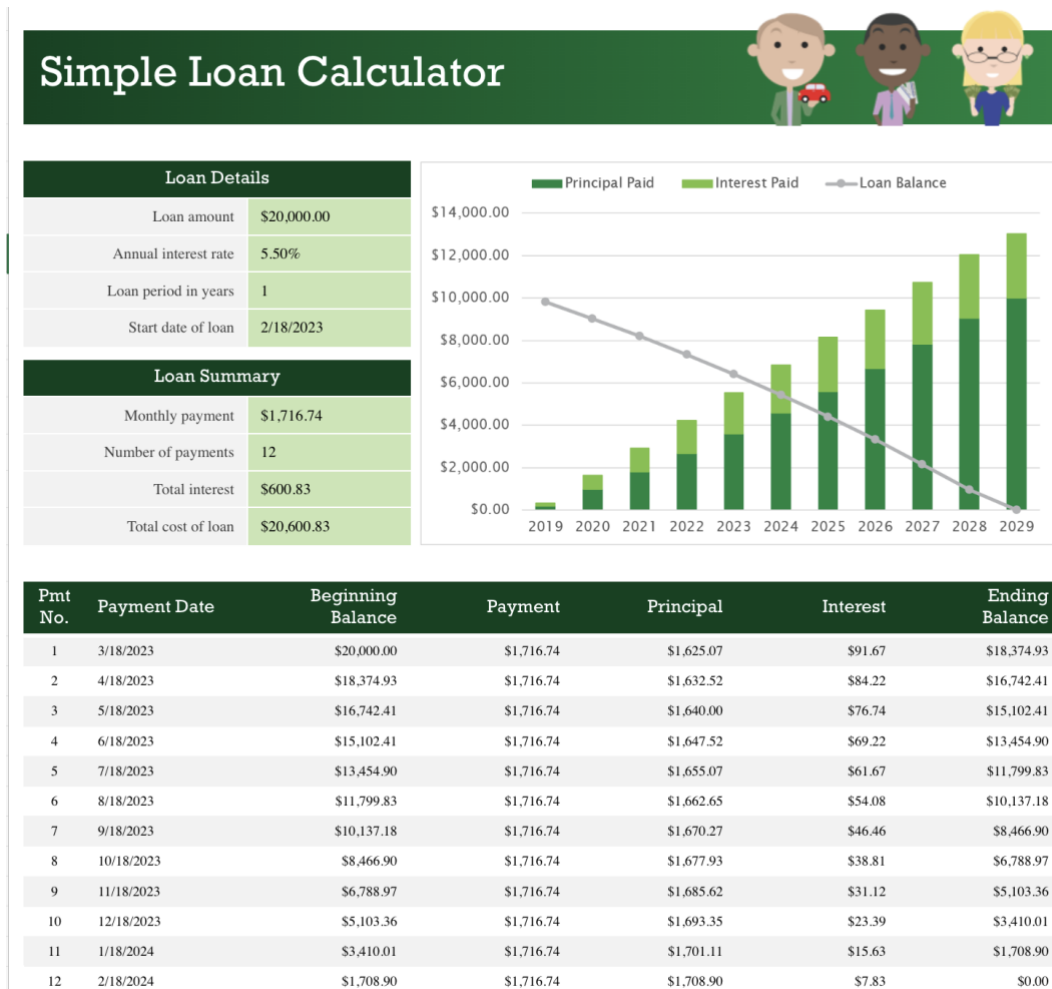 Simple Loan Calculator
Loan Details
Loan amount $20,000.00
Annual interest rate 5.50%
Loan period in years 1
Start date of loan 2/18/2023
Loan Summary
Monthly payment $1,716.74
Number of payments 12
Total interest $600.83
Total cost of loan $20,600.83
Principal Paid Interest Paid Loan Balance
$14,000.00
$12,000.00
$10,000.00
$8,000.00
$6,000.00
$4,000.00
$2,000.00
$0.00
2019 2020 2021 2022 2023 2024 2025 2026 2027 2028 2029
Pmt No. Payment Date Beginning Balance Payment Principal Interest Ending Balance
1 3/18/2023 $20,000.00 $1,716.74 $1,625.07 $91.67 $18,374.93
2 4/18/2023 $18,374.93 $1,716.74 $1,632.52 $84.22 $16,742.41
3 5/18/2023 $16,742.41 $1,716.74 $1,640.00 $76.74 $15,102.41
4 6/18/2023 $15,102.41 $1,716.74 $1,647.52 $69.22 $13,454.90
5 7/18/2023 $13,454.90 $1,716.74 $1,655.07 $61.67 $11,799.83
6 8/18/2023 $11,799.83 $1,716.74 $1,662.65 $54.08 $10,137.18
7 9/18/2023 $10,137.18 $1,716.74 $1,670.27 $46.46 $8,466.90
8 10/18/2023 $8,466.90 $1,716.74 $1,677.93 $38.81 $6,788.97
9 11/18/2023 $6,788.97 $1,716.74 $1,685.62 $31.12 $5,103.36
10 12/18/2023 $5,103.36 $1,716.74 $1,693.35 $23.39 $3,410.01
11 1/18/2024 $3,410.01 $1,716.74 $1,701.11 $15.63 $1,708.90
12 2/18/2024 $1,708.90 $1,716.74 $1,708.90 $7.83 $0.00